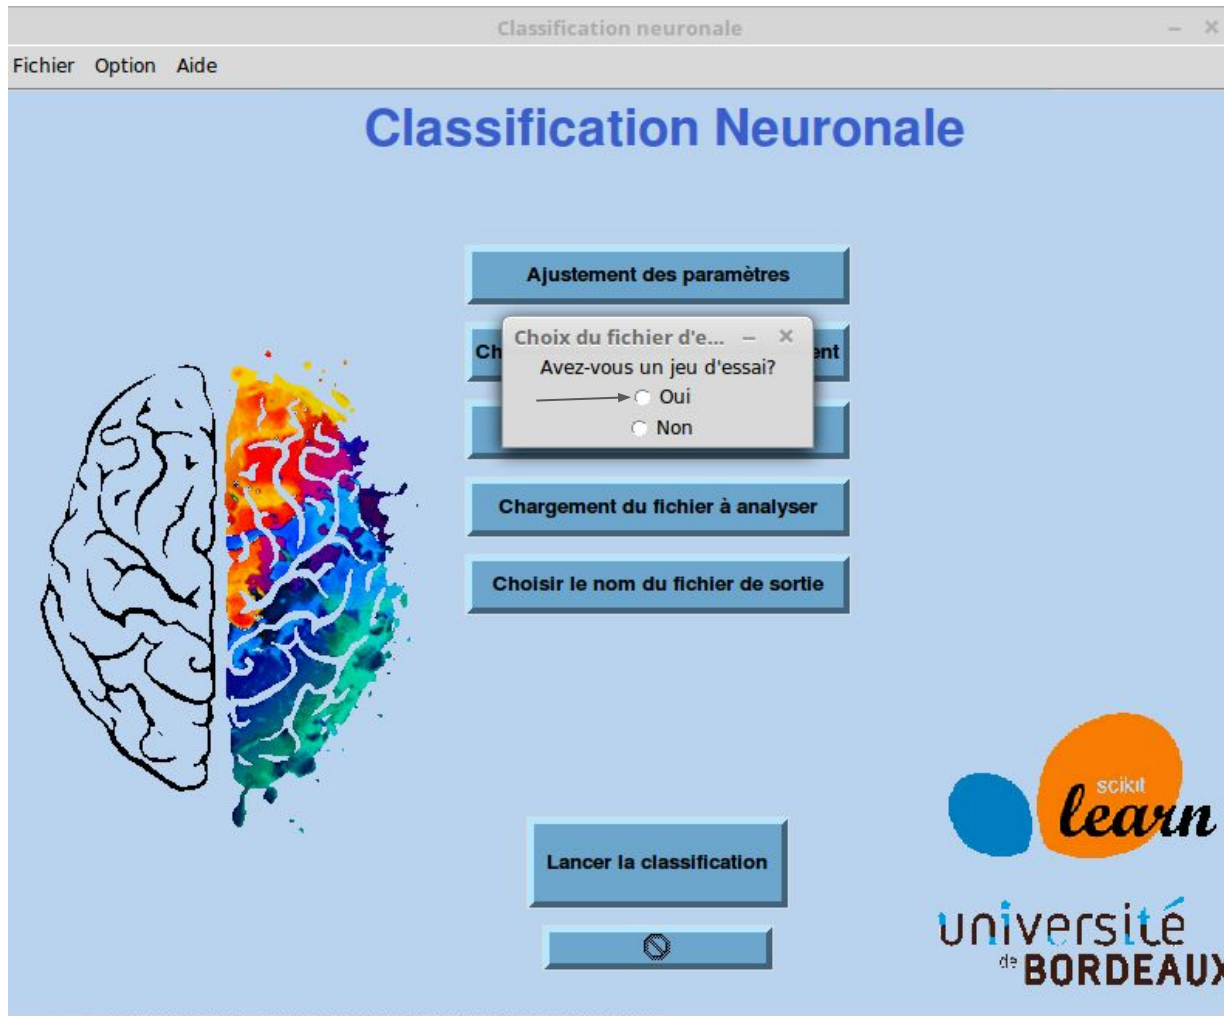 Classification neuronale
Fichier Option Aide
Classification Neuronale
Ajustement des paramètres
Choix du fichier d'e...
Avez-vous un jeu d'essai?
Oui
Non
Chargement du fichier à analyser
Choisir le nom du fichier de sortie
Lancer la classification
scikit
learn
université
de BORDEAUX